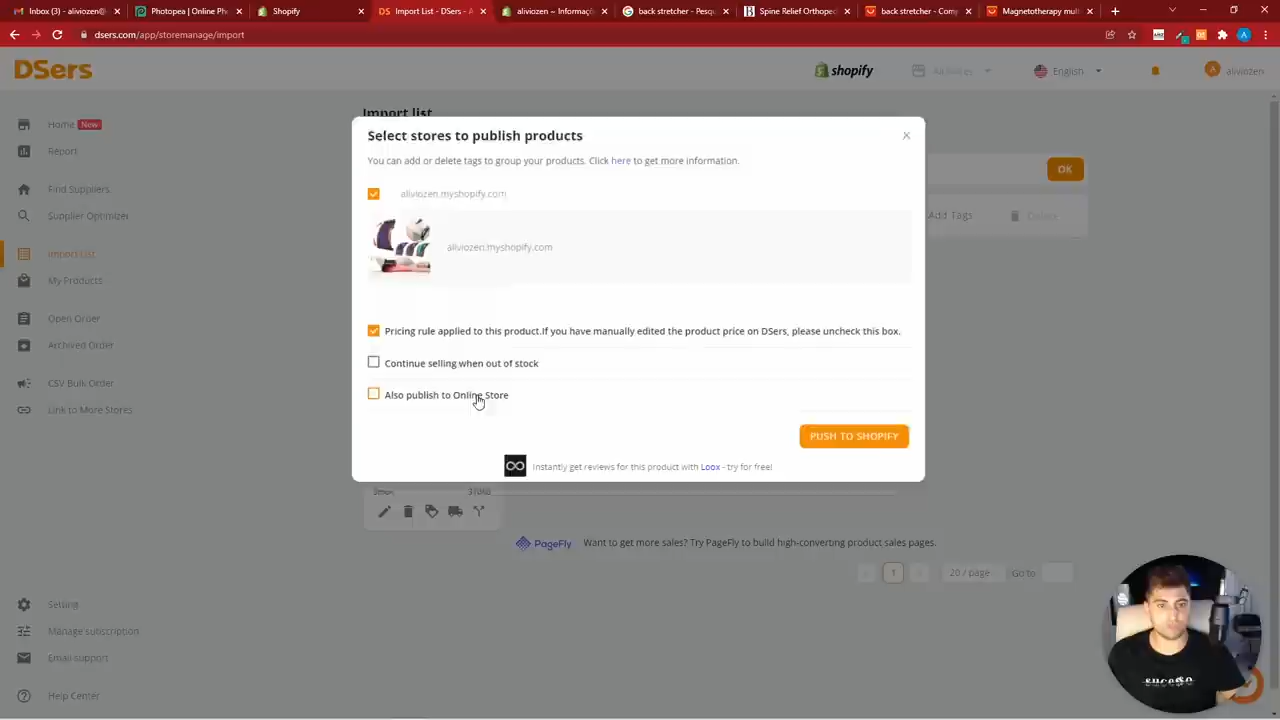 Inbox (3) - aliviozen@
Photopea | Online Ph
Shopify
Import List - DSers - A
aliviozen ~ Informaçõ
back stretcher - Pesqu
Spine Relief Orthoped
back stretcher - Comp
Magnetotherapy mult
dsers.com/app/storemanage/import
DSers
shopify
English
aliviozen
Home New
Report
Find Suppliers
Supplier Optimizer
Import List
My Products
Open Order
Archived Order
CSV Bulk Order
Link to More Stores
Setting
Manage subscription
Email support
Help Center
Import list
OK
Add Tags
Delete
Select stores to publish products
You can add or delete tags to group your products. Click here to get more information.
aliviozen.myshopify.com
aliviozen.myshopify.com
Pricing rule applied to this product.If you have manually edited the product price on DSers, please uncheck this box.
Continue selling when out of stock
Also publish to Online Store
PUSH TO SHOPIFY
Instantly get reviews for this product with Loox - try for free!
PageFly
Want to get more sales? Try PageFly to build high-converting product sales pages.
1
20 / page
Go to